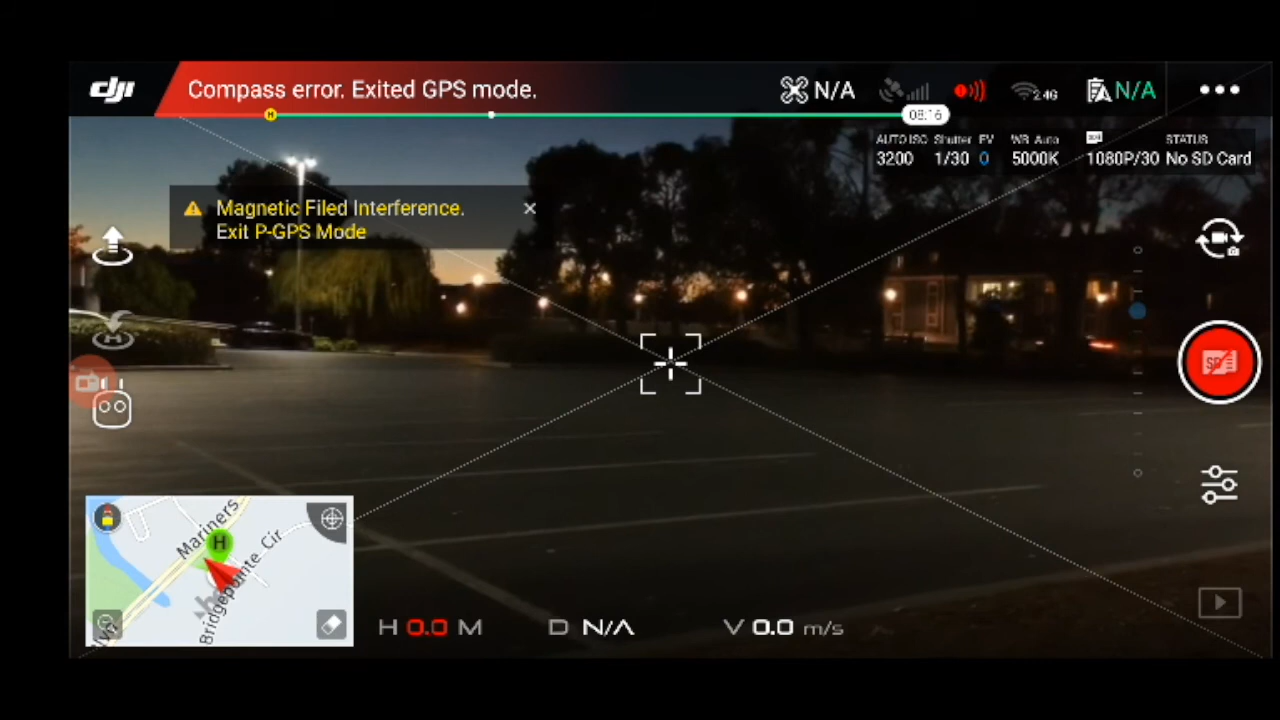 dji
Compass error. Exited GPS mode.
N/A
2.4G
N/A
H
08:16
AUTO ISO Shutter EV WB Auto STATUS
3200 1/30 0 5000K 1080P/30 No SD Card
Magnetic Filed Interference.
Exit P-GPS Mode
H
SD
Mariners
H
Bridgepointe Cir
H 0.0 M D N/A V 0.0 m/s